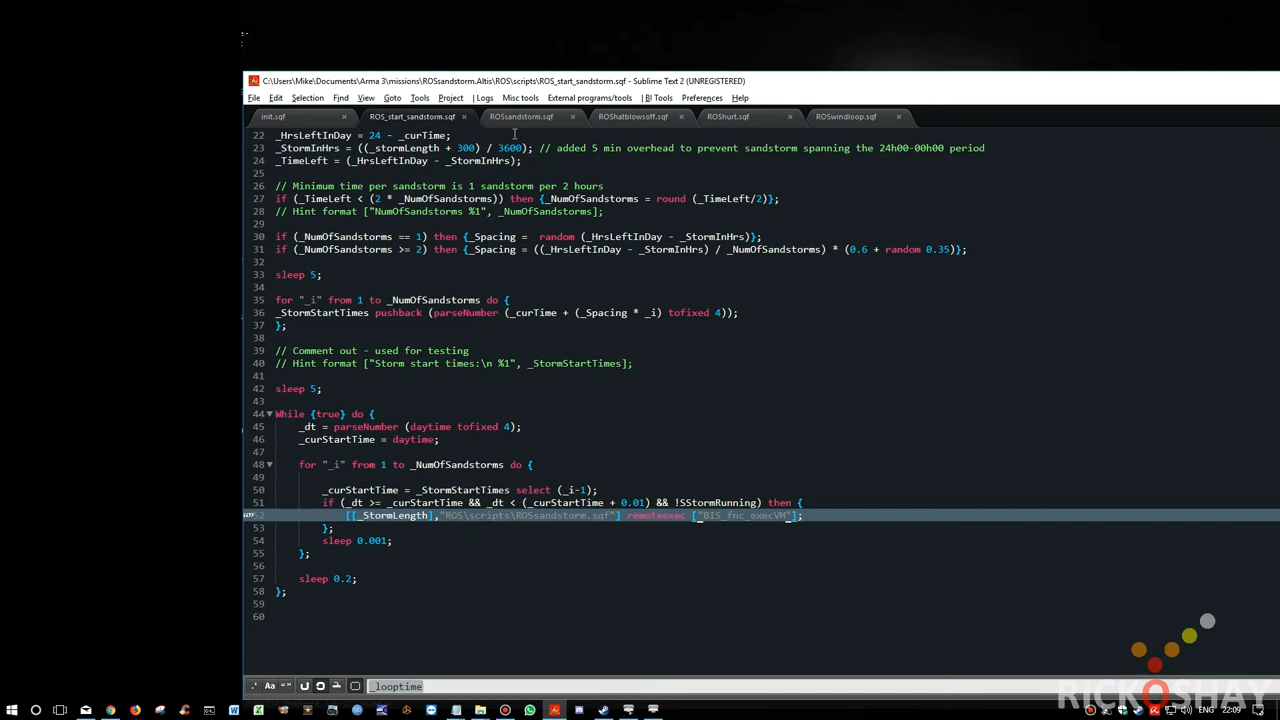 C:\Users\Mike\Documents\Arma 3\missions\ROSsandstorm.Altis\ROS\scripts\ROS_start_sandstorm.sqf - Sublime Text 2 (UNREGISTERED)
File Edit Selection Find View Goto Tools Project | Logs Misc tools External programs/tools | BI Tools Preferences Help
init.sqf × ROS_start_sandstorm.sqf × ROSsandstorm.sqf × ROShatblowsoff.sqf × ROShurt.sqf × ROSwindloop.sqf ×
22 _HrsLeftInDay = 24 - _curTime;
23 _StormInHrs = ((_stormLength + 300) / 3600); // added 5 min overhead to prevent sandstorm spanning the 24h00-00h00 period
24 _TimeLeft = (_HrsLeftInDay - _StormInHrs);
25
26 // Minimum time per sandstorm is 1 sandstorm per 2 hours
27 if (_TimeLeft < (2 * _NumOfSandstorms)) then {_NumOfSandstorms = round (_TimeLeft/2)};
28 // Hint format ["NumOfSandstorms %1", _NumOfSandstorms];
29
30 if (_NumOfSandstorms == 1) then {_Spacing =  random (_HrsLeftInDay - _StormInHrs)};
31 if (_NumOfSandstorms >= 2) then {_Spacing = ((_HrsLeftInDay - _StormInHrs) / _NumOfSandstorms) * (0.6 + random 0.35)};
32
33 sleep 5;
34
35 for "_i" from 1 to _NumOfSandstorms do {
36 _StormStartTimes pushback (parseNumber (_curTime + (_Spacing * _i) tofixed 4));
37 };
38
39 // Comment out - used for testing
40 // Hint format ["Storm start times:\n %1", _StormStartTimes];
41
42 sleep 5;
43
44 While {true} do {
45 _dt = parseNumber (daytime tofixed 4);
46 _curStartTime = daytime;
47
48 for "_i" from 1 to _NumOfSandstorms do {
49
50 _curStartTime = _StormStartTimes select (_i-1);
51 if (_dt >= _curStartTime && _dt < (_curStartTime + 0.01) && !SStormRunning) then {
52 [[_StormLength],"ROS\scripts\ROSsandstorm.sqf"] remoteexec ["BIS_fnc_execVM"];
53 };
54 sleep 0.001;
55 };
56
57 sleep 0.2;
58 };
59
60
.* Aa “”
_looptime
RICKOSHAY
ENG 22:09